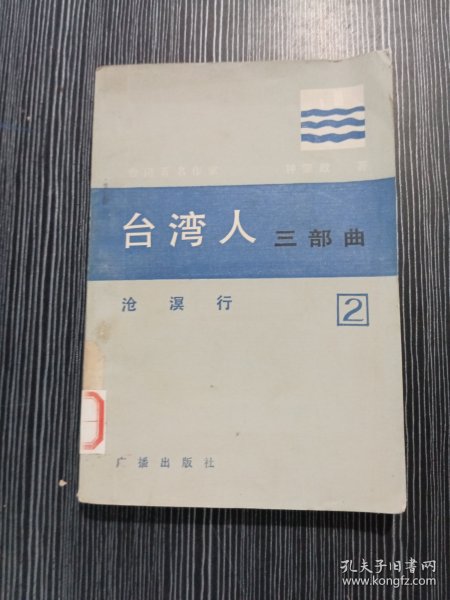 台湾著名作家 钟肇政 著
台湾人 三部曲
沧溟行 2
广播出版社
孔夫子旧书网
www.kongfz.com